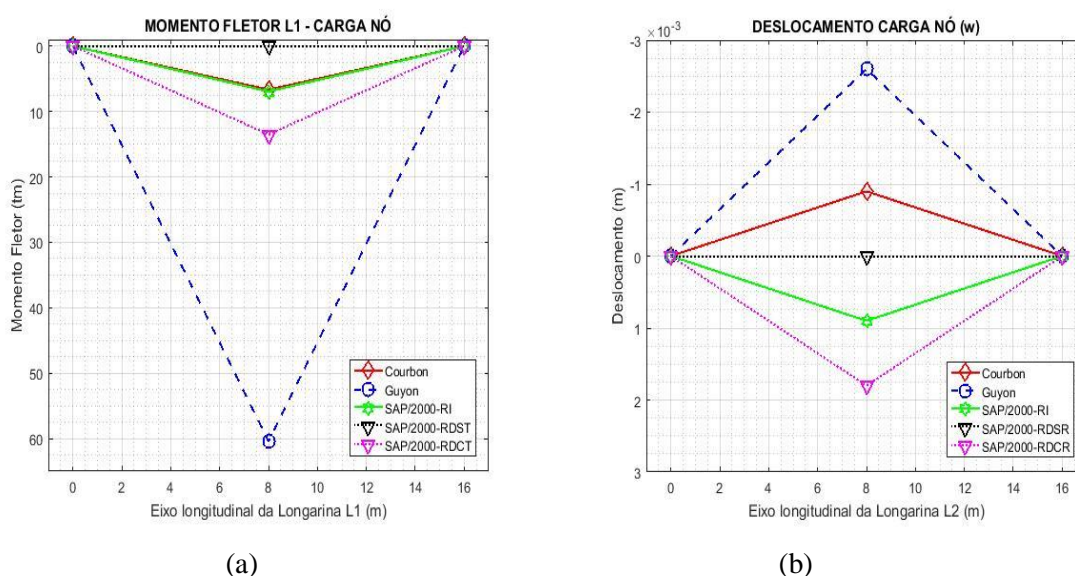 MOMENTO FLETOR L1 - CARGA NÓ
0
10
20
30
40
50
60
Momento Fletor (tm)
0 2 4 6 8 10 12 14 16
Eixo longitudinal da Longarina L1 (m)
Courbon
Guyon
SAP/2000-RI
SAP/2000-RDST
SAP/2000-RDCT
(a)
DESLOCAMENTO CARGA NÓ (w)
×10⁻³
-3
-2
-1
0
1
2
3
Deslocamento (m)
0 2 4 6 8 10 12 14 16
Eixo longitudinal da Longarina L2 (m)
Courbon
Guyon
SAP/2000-RI
SAP/2000-RDSR
SAP/2000-RDCR
(b)